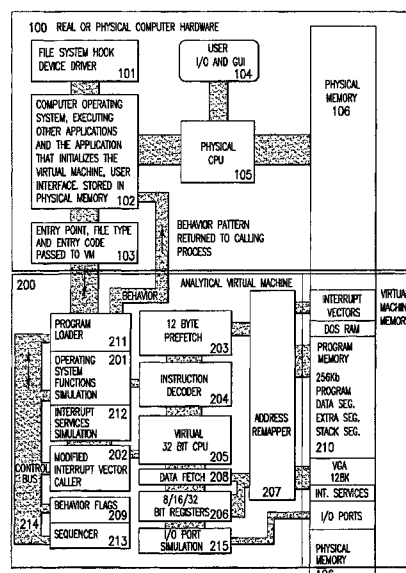 100 REAL OR PHYSICAL COMPUTER HARDWARE
FILE SYSTEM HOOK
DEVICE DRIVER
101
USER
I/O AND GUI
104
PHYSICAL
MEMORY
106
COMPUTER OPERATING
SYSTEM, EXECUTING
OTHER APPLICATIONS
AND THE APPLICATION
THAT INITIALIZES THE
VIRTUAL MACHINE, USER
INTERFACE. STORED IN
PHYSICAL MEMORY
102
PHYSICAL
CPU
105
ENTRY POINT, FILE TYPE
AND ENTRY CODE
PASSED TO VM
103
BEHAVIOR PATTERN
RETURNED TO CALLING
PROCESS
200
ANALYTICAL VIRTUAL MACHINE
BEHAVIOR
PROGRAM
LOADER
211
OPERATING 201
SYSTEM
FUNCTIONS
SIMULATION
212
INTERRUPT
SERVICES
SIMULATION
MODIFIED 202
INTERRUPT VECTOR
CALLER
BEHAVIOR FLAGS
209
SEQUENCER
213
CONTROL
BUS
214
12 BYTE
PREFETCH
203
INSTRUCTION
DECODER
204
VIRTUAL
32 BIT CPU
205
DATA FETCH 208
8/16/32
BIT REGISTERS 206
I/O PORT
SIMULATION 215
ADDRESS
REMAPPER
207
INTERRUPT
VECTORS
VIRTUAL
MACHINE
MEMORY
DOS RAM
PROGRAM
MEMORY
256Kb
PROGRAM
DATA SEG.
EXTRA SEG.
STACK SEG.
210
VGA
128K
INT. SERVICES
I/O PORTS
PHYSICAL
MEMORY
106